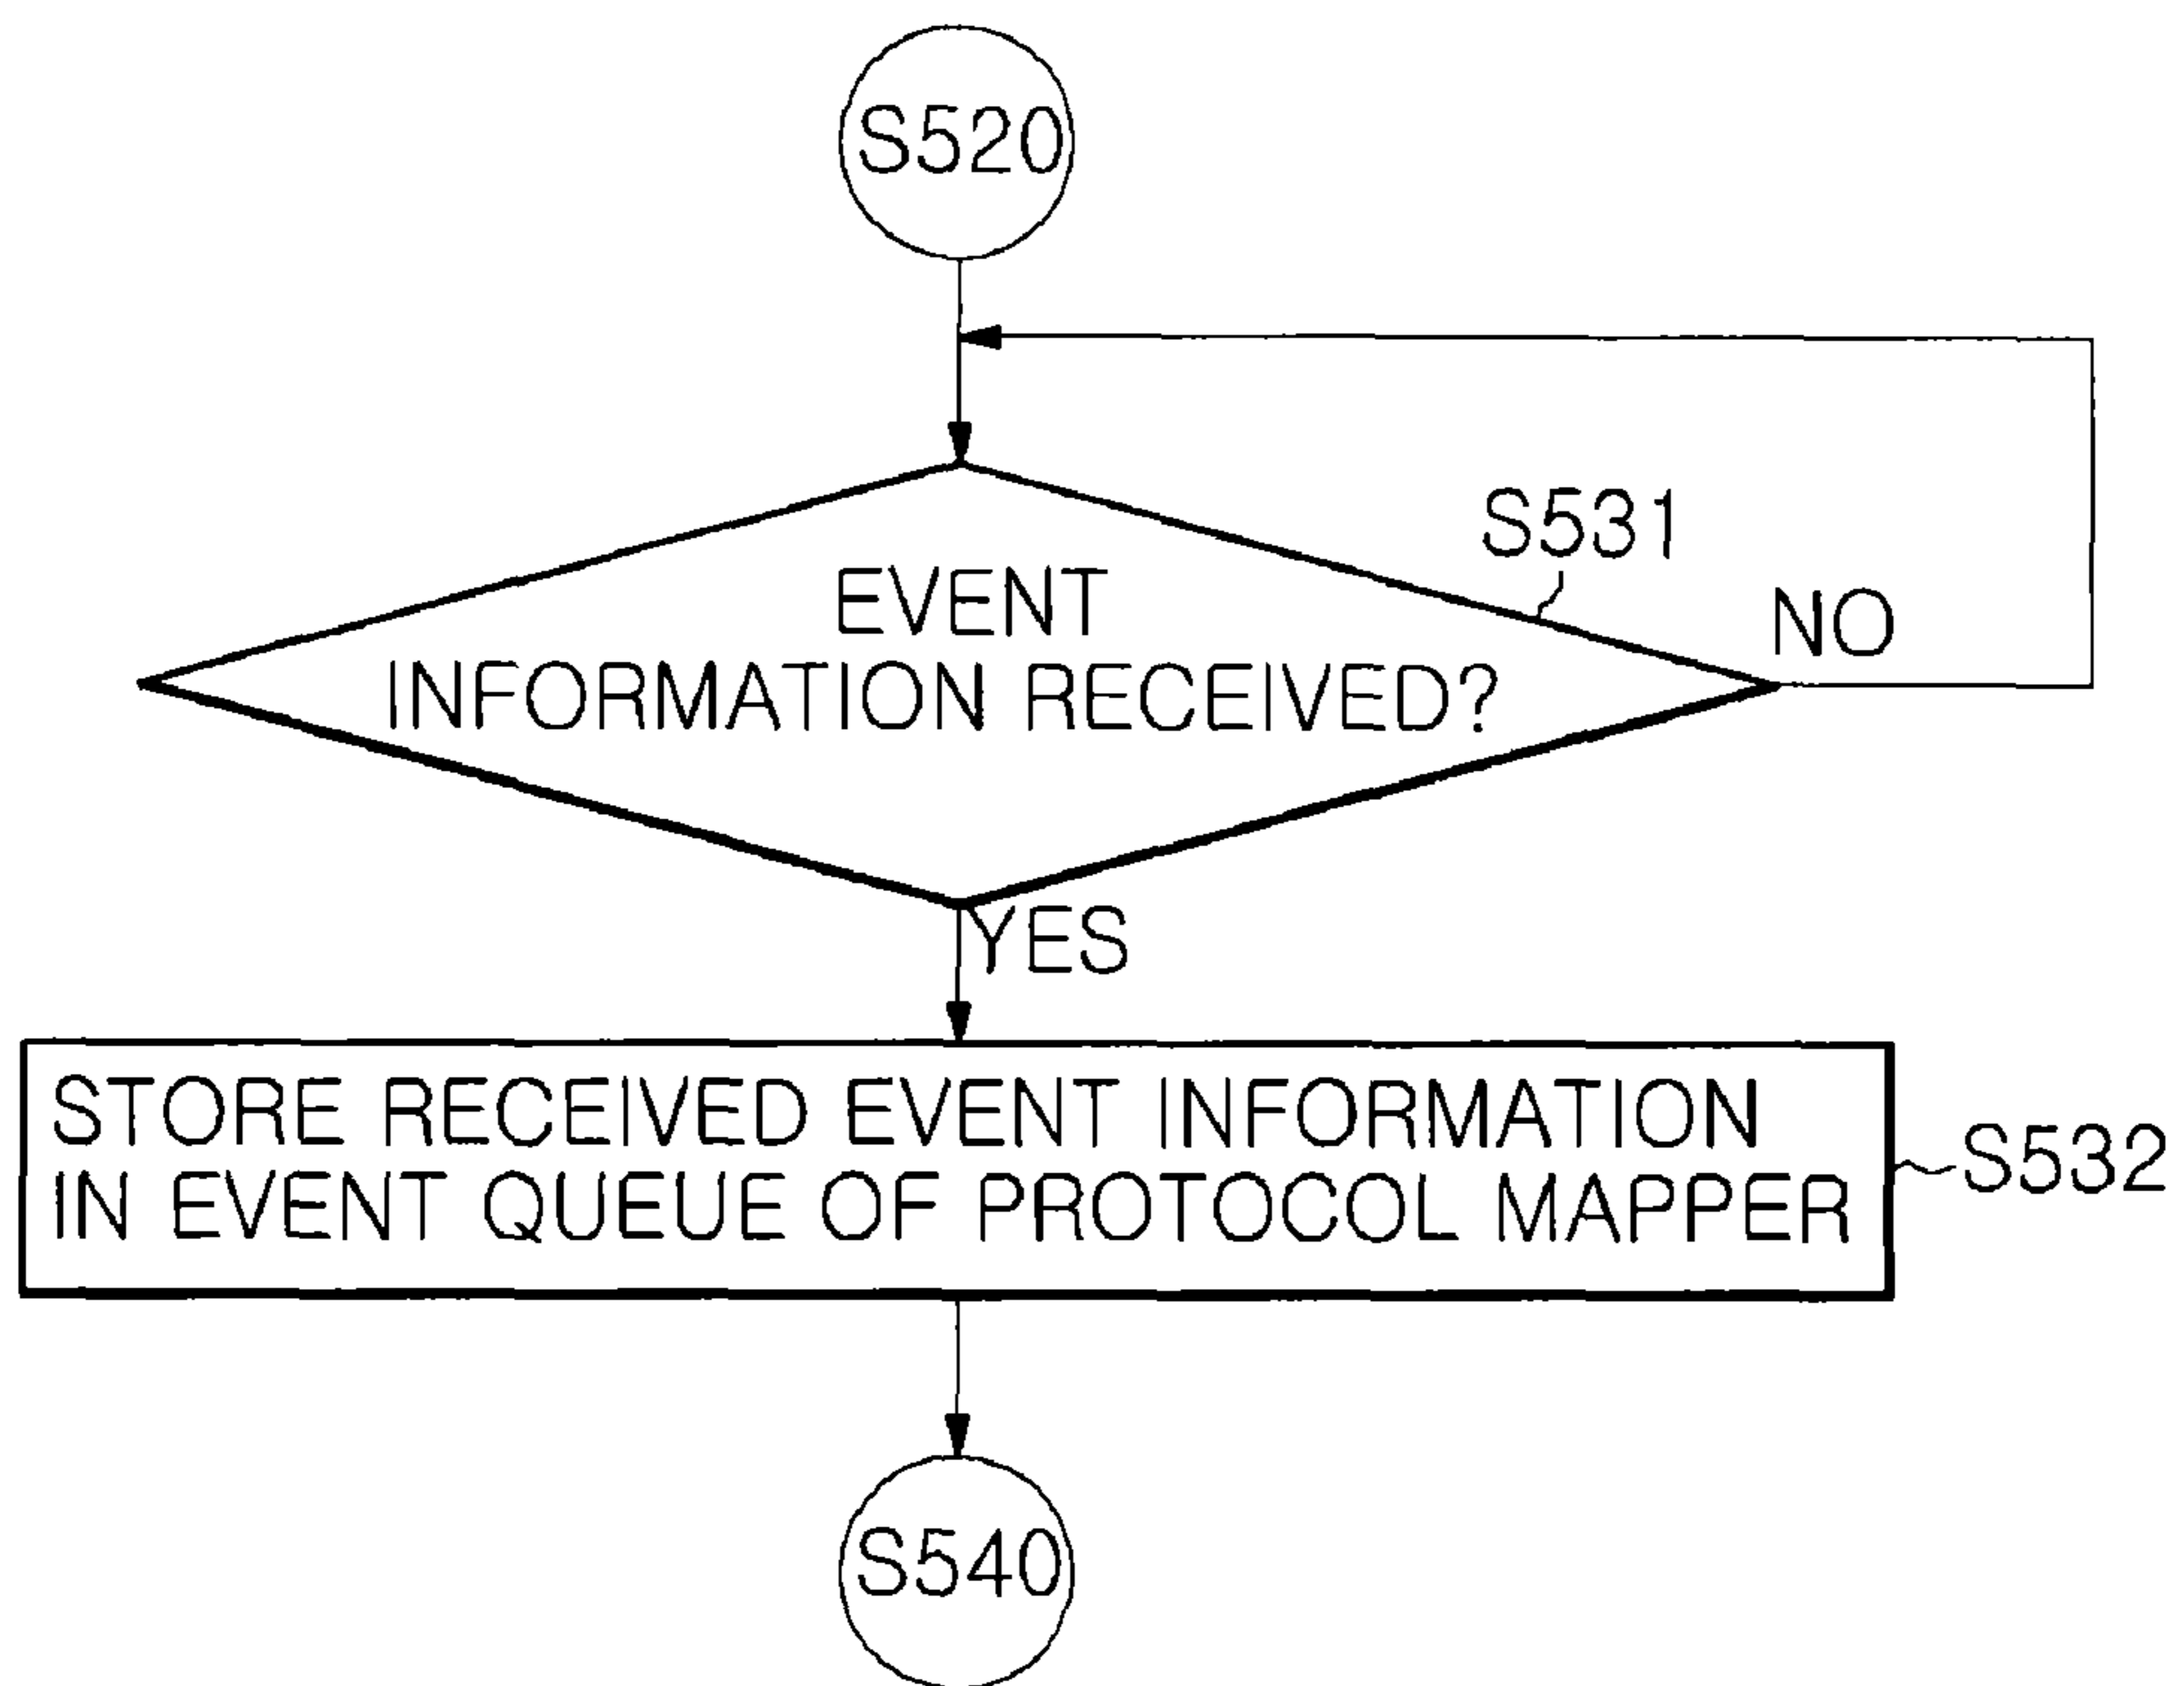 S520
S531
EVENT
INFORMATION RECEIVED?
NO
YES
STORE RECEIVED EVENT INFORMATION
IN EVENT QUEUE OF PROTOCOL MAPPER
S532
S540